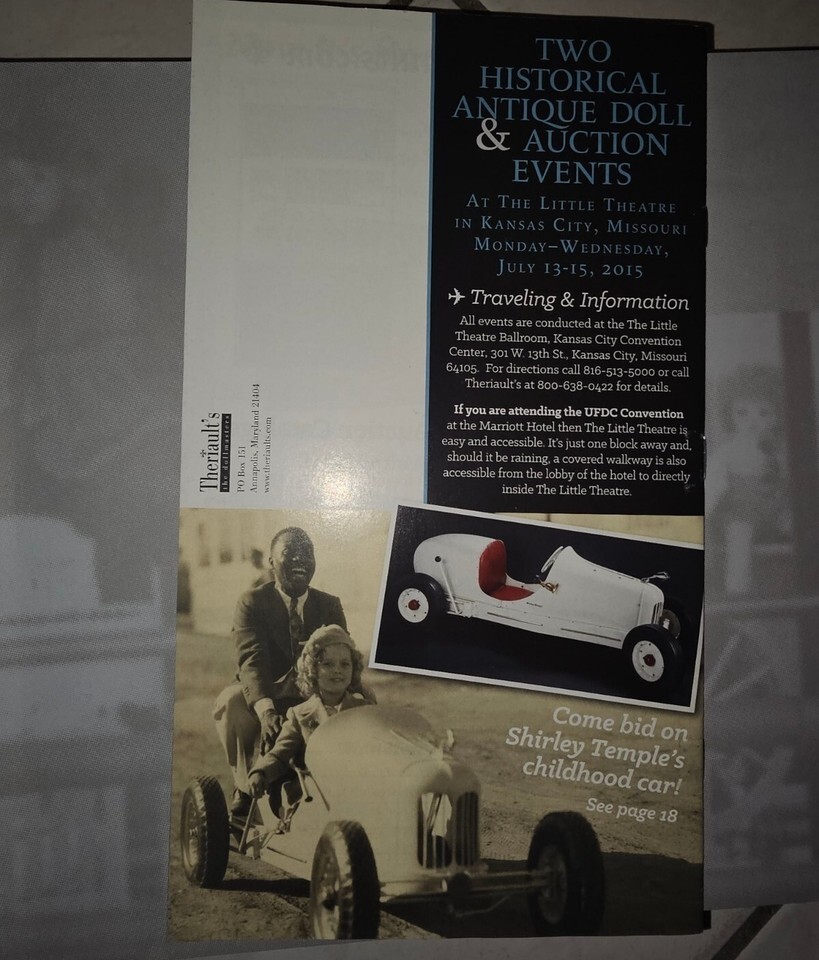 TWO
HISTORICAL
ANTIQUE DOLL
& AUCTION
EVENTS
AT THE LITTLE THEATRE
IN KANSAS CITY, MISSOURI
MONDAY–WEDNESDAY,
JULY 13-15, 2015
✈ Traveling & Information
All events are conducted at the The Little
Theatre Ballroom, Kansas City Convention
Center, 301 W. 13th St., Kansas City, Missouri
64105. For directions call 816-513-5000 or call
Theriault's at 800-638-0422 for details.
If you are attending the UFDC Convention
at the Marriott Hotel then The Little Theatre is
easy and accessible. It's just one block away and,
should it be raining, a covered walkway is also
accessible from the lobby of the hotel to directly
inside The Little Theatre.
Theriault's
the dollmasters
PO Box 151
Annapolis, Maryland 21404
www.theriaults.com
Come bid on
Shirley Temple's
childhood car!
See page 18